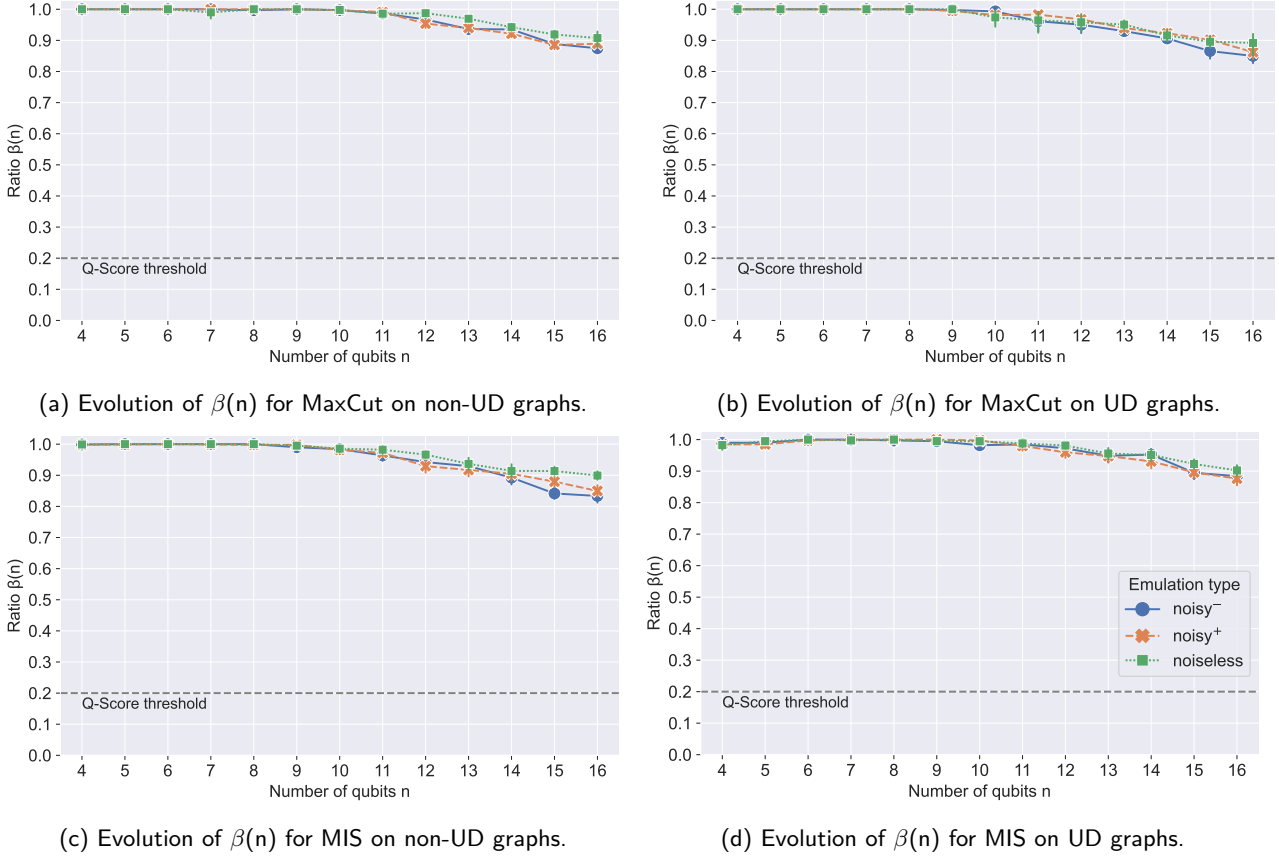 1.0
0.9
0.8
0.7
0.6
0.5
0.4
0.3
0.2
0.1
0.0
Ratio β(n)
Q-Score threshold
4 5 6 7 8 9 10 11 12 13 14 15 16
Number of qubits n
(a) Evolution of β(n) for MaxCut on non-UD graphs.
1.0
0.9
0.8
0.7
0.6
0.5
0.4
0.3
0.2
0.1
0.0
Ratio β(n)
Q-Score threshold
4 5 6 7 8 9 10 11 12 13 14 15 16
Number of qubits n
(b) Evolution of β(n) for MaxCut on UD graphs.
1.0
0.9
0.8
0.7
0.6
0.5
0.4
0.3
0.2
0.1
0.0
Ratio β(n)
Q-Score threshold
4 5 6 7 8 9 10 11 12 13 14 15 16
Number of qubits n
(c) Evolution of β(n) for MIS on non-UD graphs.
1.0
0.9
0.8
0.7
0.6
0.5
0.4
0.3
0.2
0.1
0.0
Ratio β(n)
Emulation type
noisy⁻
noisy⁺
noiseless
Q-Score threshold
4 5 6 7 8 9 10 11 12 13 14 15 16
Number of qubits n
(d) Evolution of β(n) for MIS on UD graphs.